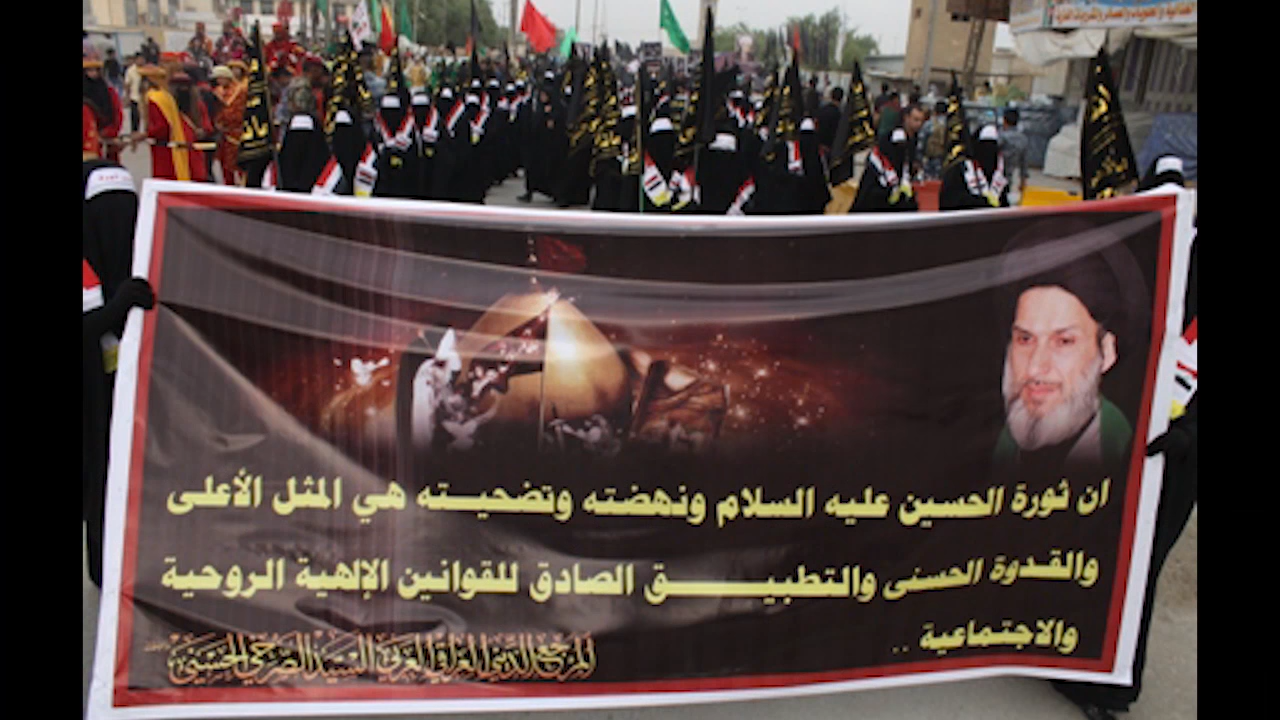 ان ثورة الحسين عليه السلام ونهضته وتضحيته هي المثل الأعلى
والقدوة الحسنى والتطبيق الصادق للقوانين الإلهية الروحية
والاجتماعية ..
المرجع الديني العراقي العربي السيد الصرخي الحسني